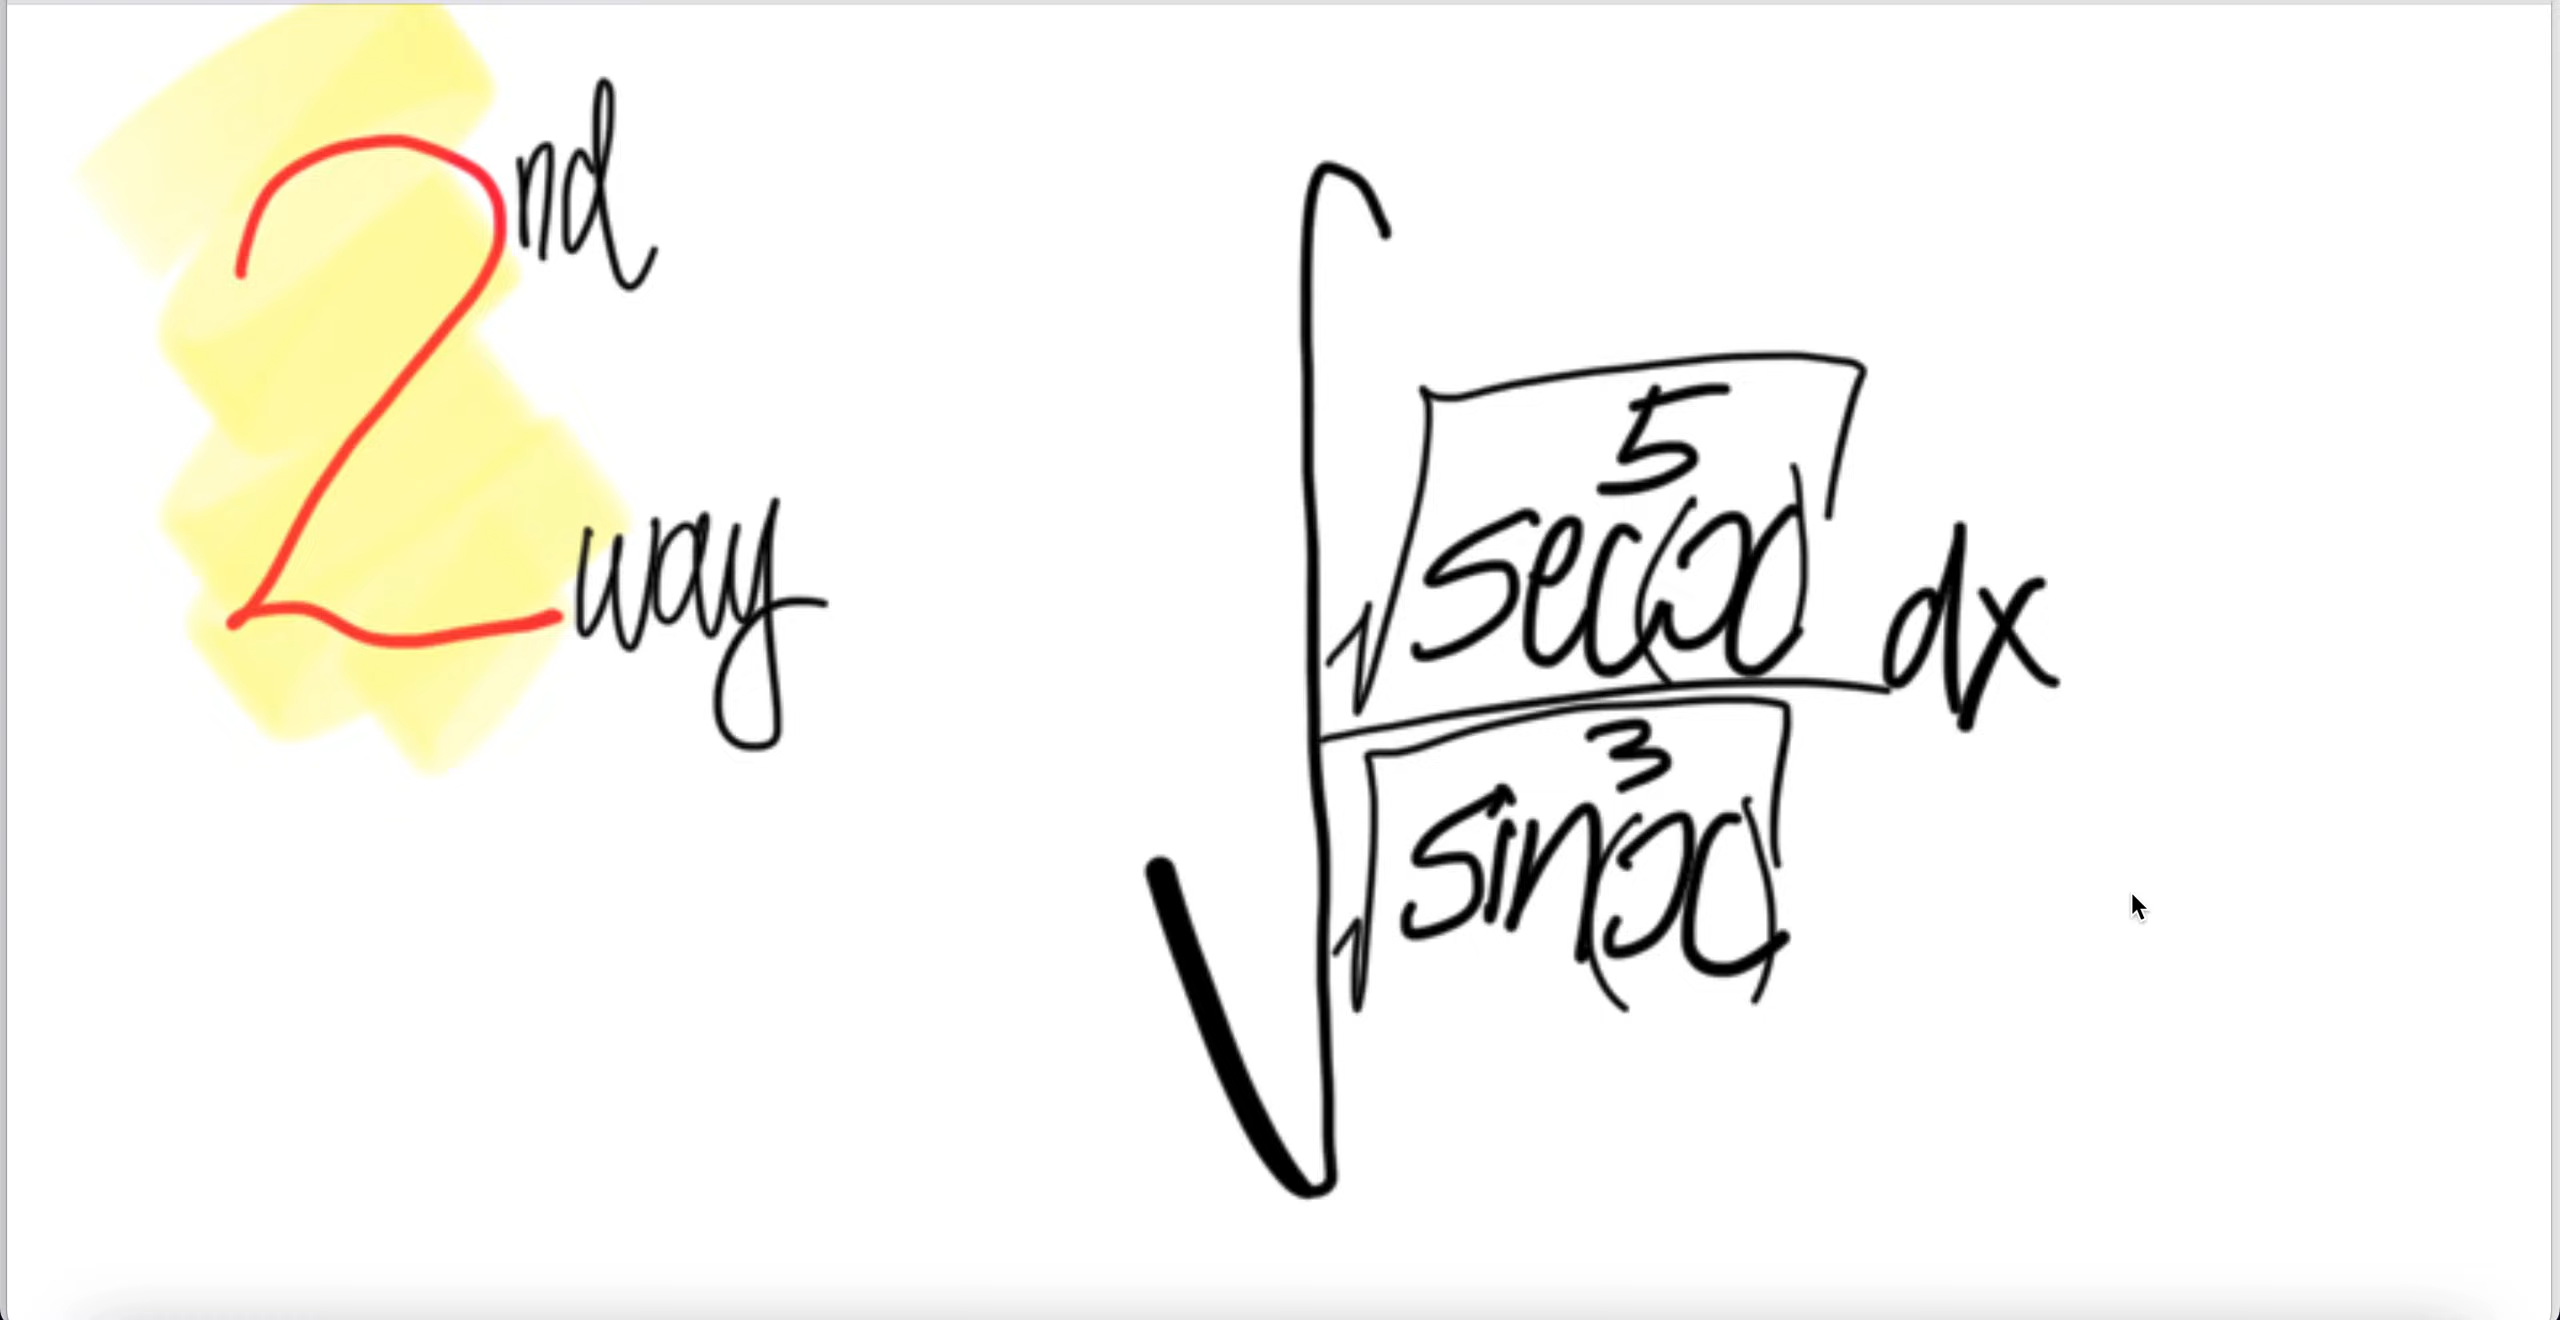 2nd
way
∫ √(sec⁵(x)) / √(sin³(x)) dx